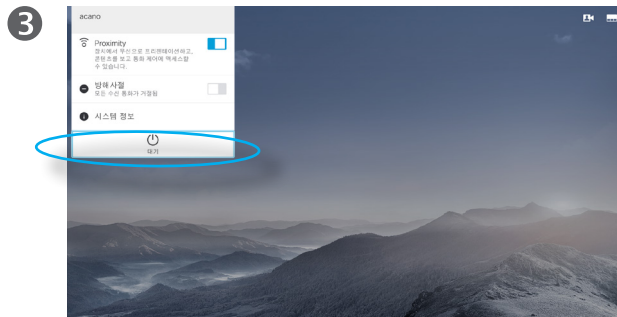 3
acano
Proximity
장치에서 무선으로 프리젠테이션하고,
콘텐츠를 보고 통화 제어에 액세스할
수 있습니다.
방해 사절
모든 수신 통화가 거절됨
시스템 정보
대기